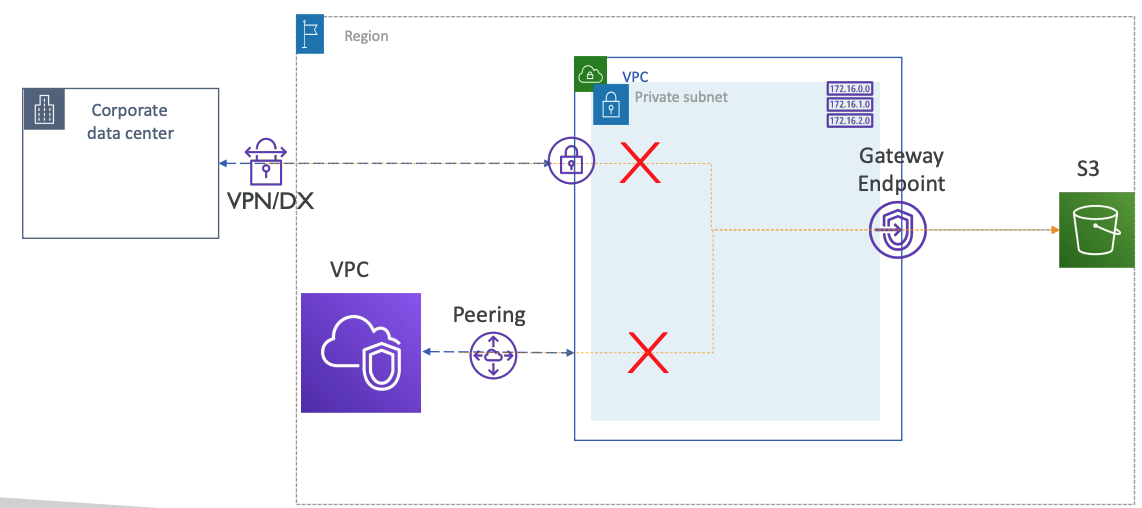 Region
Corporate
data center
VPN/DX
VPC
Peering
VPC
Private subnet
172.16.0.0
172.16.1.0
172.16.2.0
Gateway
Endpoint
S3